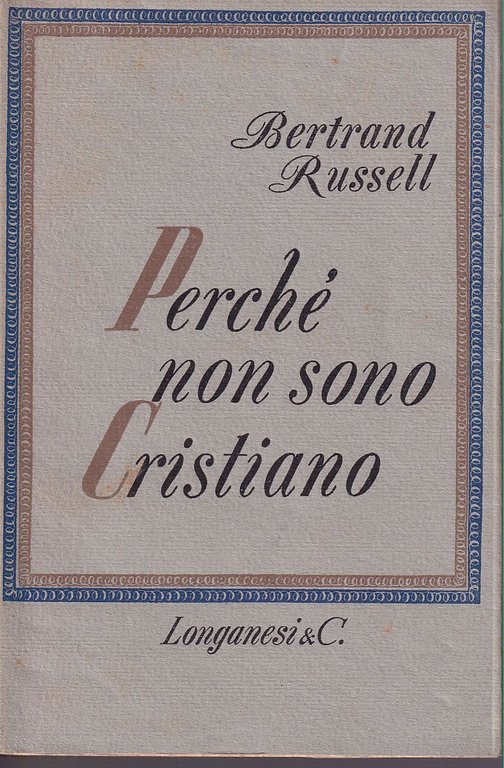 Bertrand
Russell
Perché
non sono
Cristiano
Longanesi & C.